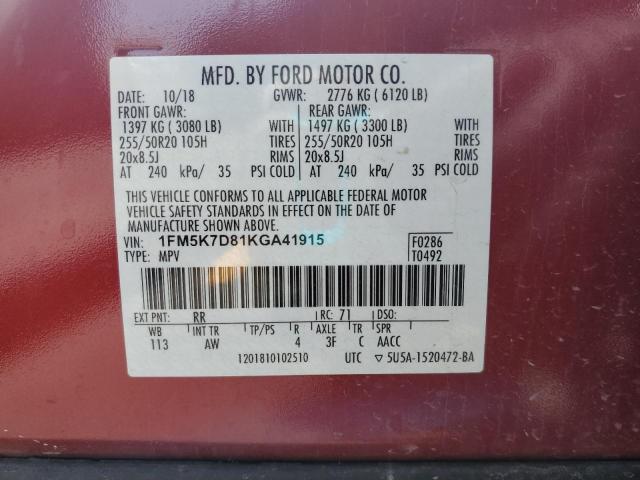 MFD. BY FORD MOTOR CO.
DATE: 10/18 GVWR: 2776 KG ( 6120 LB)
FRONT GAWR: REAR GAWR:
1397 KG ( 3080 LB) WITH 1497 KG ( 3300 LB) WITH
255/50R20 105H TIRES 255/50R20 105H TIRES
20x8.5J RIMS 20x8.5J RIMS
AT 240 kPa/ 35 PSI COLD AT 240 kPa/ 35 PSI COLD
THIS VEHICLE CONFORMS TO ALL APPLICABLE FEDERAL MOTOR
VEHICLE SAFETY STANDARDS IN EFFECT ON THE DATE OF
MANUFACTURE SHOWN ABOVE.
VIN: 1FM5K7D81KGA41915 F0286
TYPE: MPV T0492
EXT PNT: RR RC: 71 DSO:
WB INT TR TP/PS R AXLE TR SPR
113 AW 4 3F C AACC
1201810102510 UTC ▽5U5A-1520472-BA